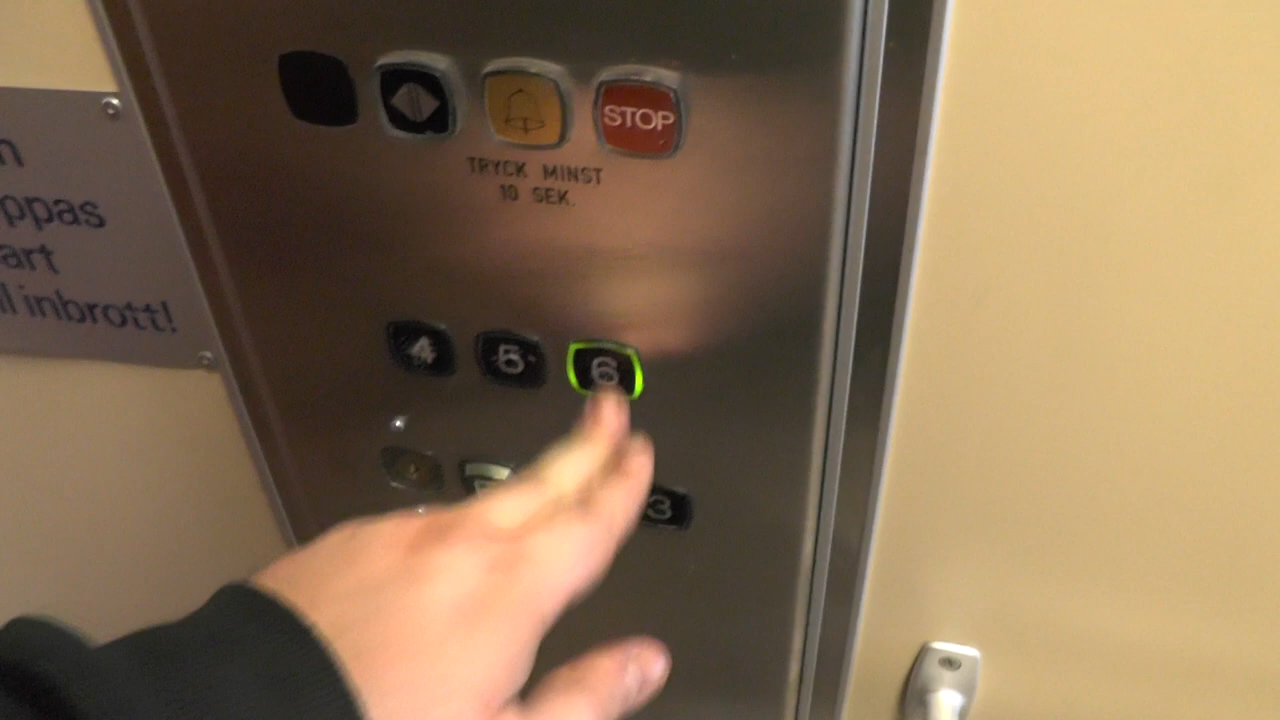 n
ppas
art
l inbrott!
STOP
TRYCK MINST
10 SEK.
4 5 6
3